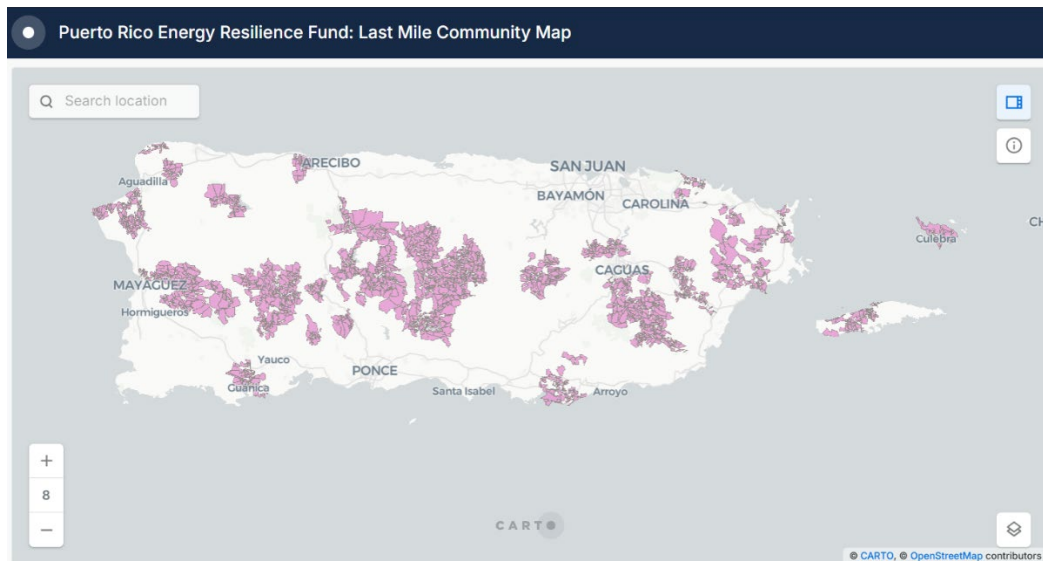 Puerto Rico Energy Resilience Fund: Last Mile Community Map
Search location
ARECIBO
SAN JUAN
Aguadilla
BAYAMÓN
CAROLINA
CH
Culebra
CAGUAS
MAYAGÜEZ
Hormigueros
Yauco
PONCE
Guánica
Santa Isabel
Arroyo
+
8
−
CARTO
© CARTO, © OpenStreetMap contributors